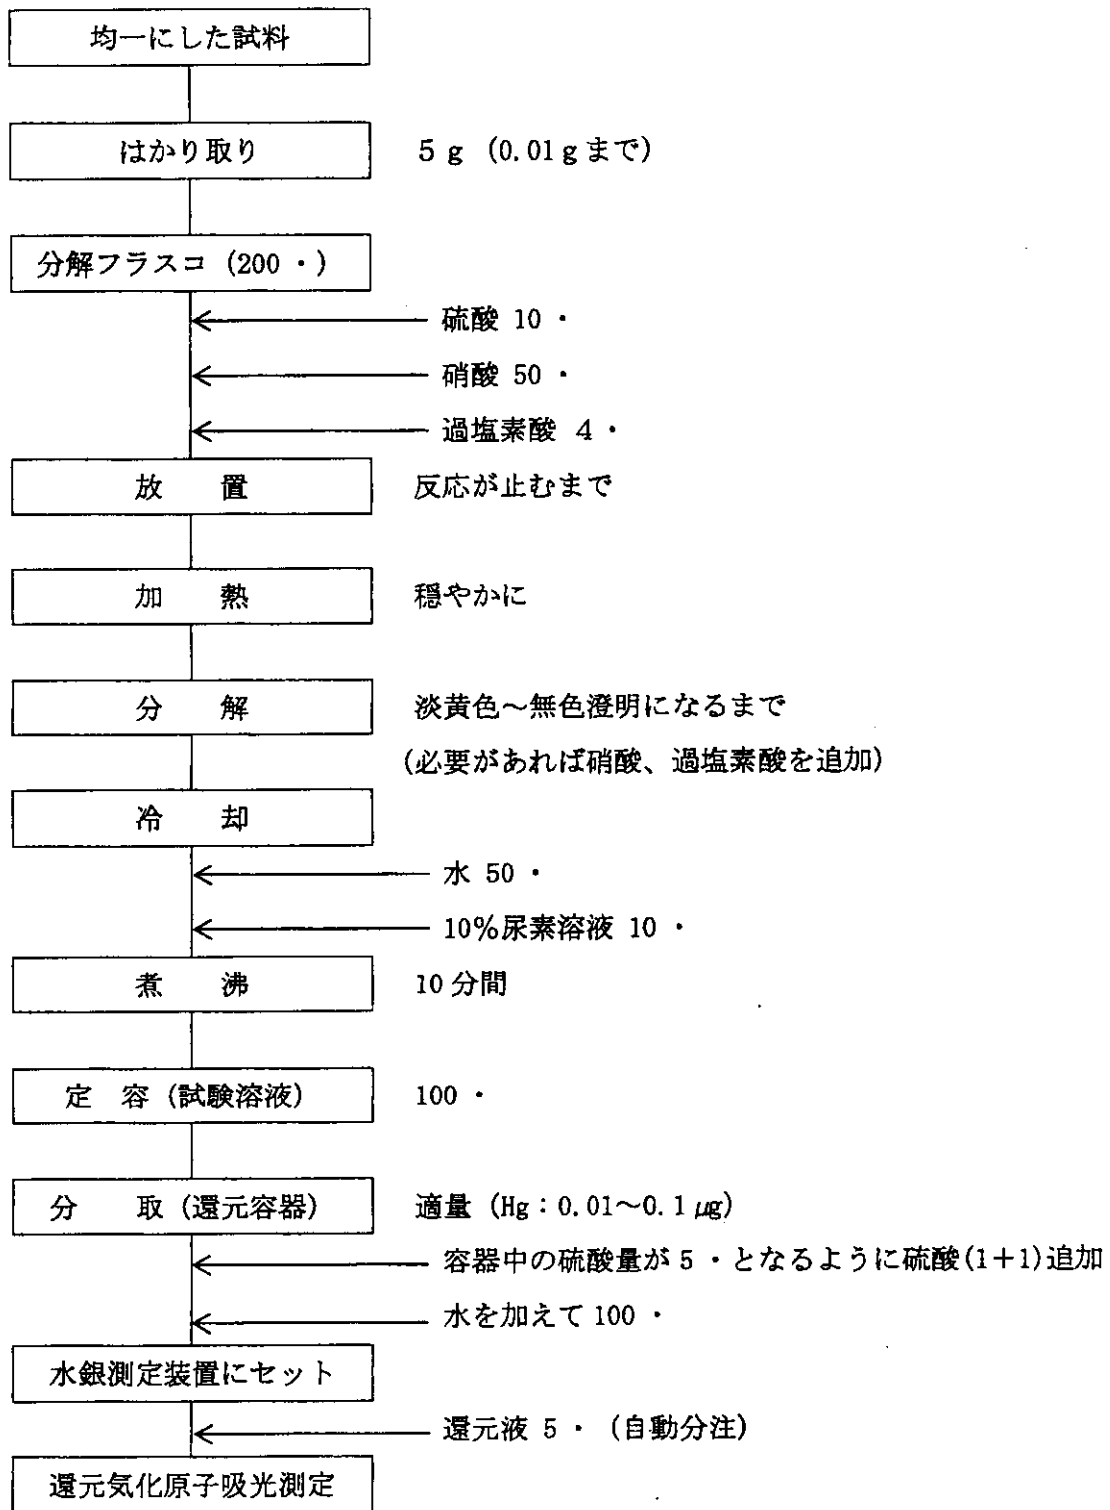 均一にした試料
はかり取り　5 g (0.01 g まで)
分解フラスコ (200 ・)
硫酸 10 ・
硝酸 50 ・
過塩素酸 4 ・
放　置　反応が止むまで
加　熱　穏やかに
分　解　淡黄色～無色澄明になるまで
(必要があれば硝酸、過塩素酸を追加)
冷　却
水 50 ・
10%尿素溶液 10 ・
煮　沸　10 分間
定　容 (試験溶液)　100 ・
分　取 (還元容器)　適量 (Hg：0.01～0.1 μg)
容器中の硫酸量が 5 ・となるように硫酸(1+1)追加
水を加えて 100 ・
水銀測定装置にセット
還元液 5 ・ (自動分注)
還元気化原子吸光測定